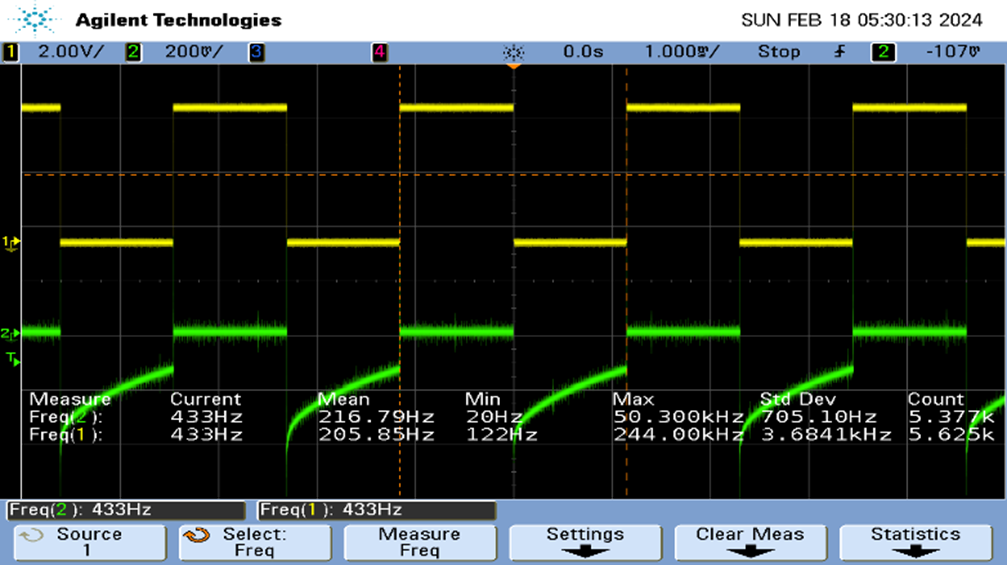 Agilent Technologies SUN FEB 18 05:30:13 2024
1 2.00V/ 2 200mV/ 3 4 0.0s 1.000ms/ Stop 2 -107mV
1
2
T
Measure Current Mean Min Max Std Dev Count
Freq(2): 433Hz 216.79Hz 20Hz 50.300kHz 705.10Hz 5.377k
Freq(1): 433Hz 205.85Hz 122Hz 244.00kHz 3.6841kHz 5.625k
Freq(2): 433Hz Freq(1): 433Hz
Source Select: Measure Settings Clear Meas Statistics
1 Freq Freq